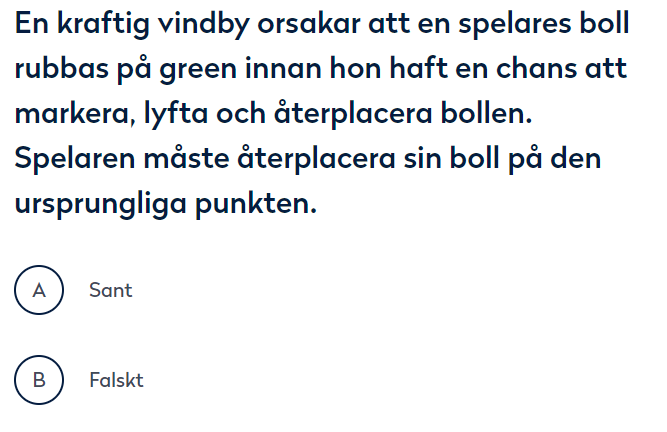 En kraftig vindby orsakar att en spelares boll
rubbas på green innan hon haft en chans att
markera, lyfta och återplacera bollen.
Spelaren måste återplacera sin boll på den
ursprungliga punkten.
A Sant
B Falskt